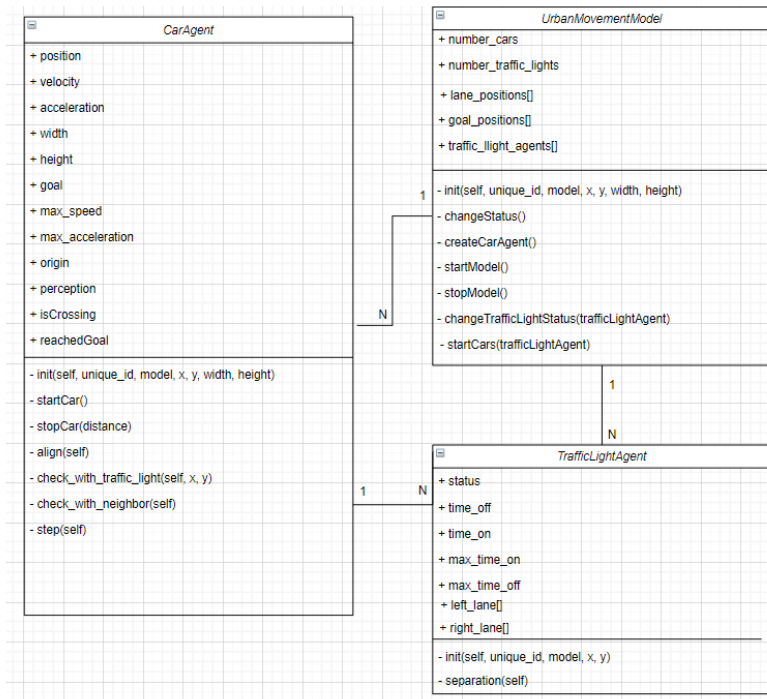 CarAgent
+ position
+ velocity
+ acceleration
+ width
+ height
+ goal
+ max_speed
+ max_acceleration
+ origin
+ perception
+ isCrossing
+ reachedGoal
- init(self, unique_id, model, x, y, width, height)
- startCar()
- stopCar(distance)
- align(self)
- check_with_traffic_light(self, x, y)
- check_with_neighbor(self)
- step(self)
UrbanMovementModel
+ number_cars
+ number_traffic_lights
+ lane_positions[]
+ goal_positions[]
+ traffic_llight_agents[]
- init(self, unique_id, model, x, y, width, height)
- changeStatus()
- createCarAgent()
- startModel()
- stopModel()
- changeTrafficLightStatus(trafficLightAgent)
- startCars(trafficLightAgent)
1
N
1
N
1
N
TrafficLightAgent
+ status
+ time_off
+ time_on
+ max_time_on
+ max_time_off
+ left_lane[]
+ right_lane[]
- init(self, unique_id, model, x, y)
- separation(self)